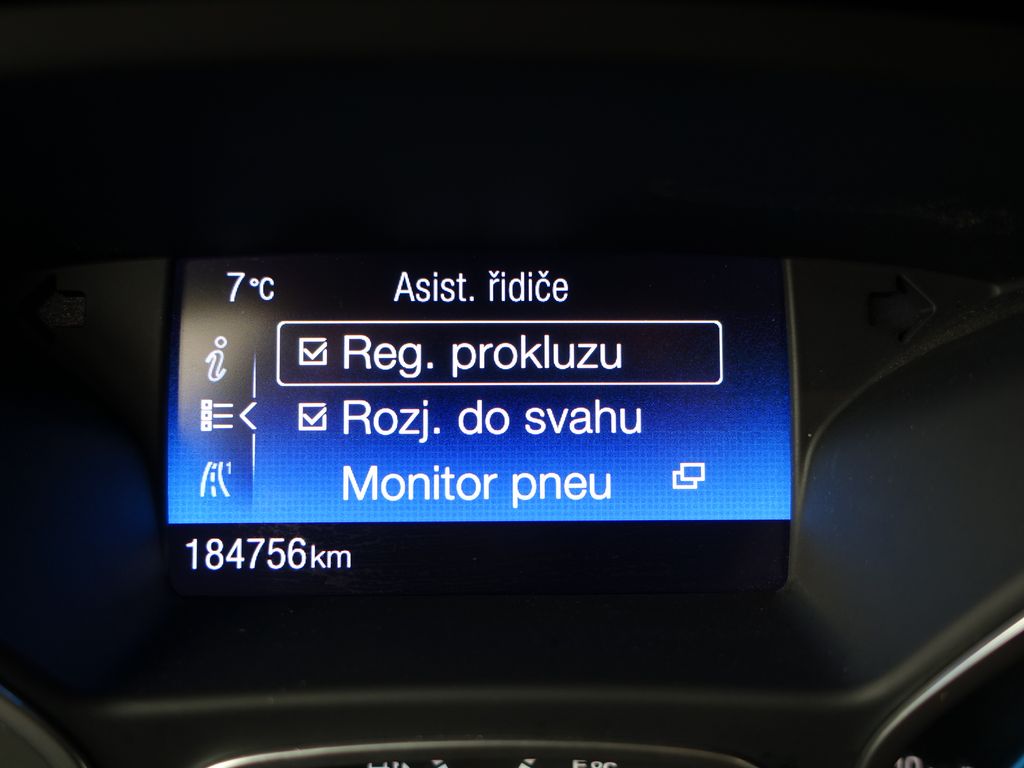 7°C Asist. řidiče
Reg. prokluzu
Rozj. do svahu
Monitor pneu
184756km